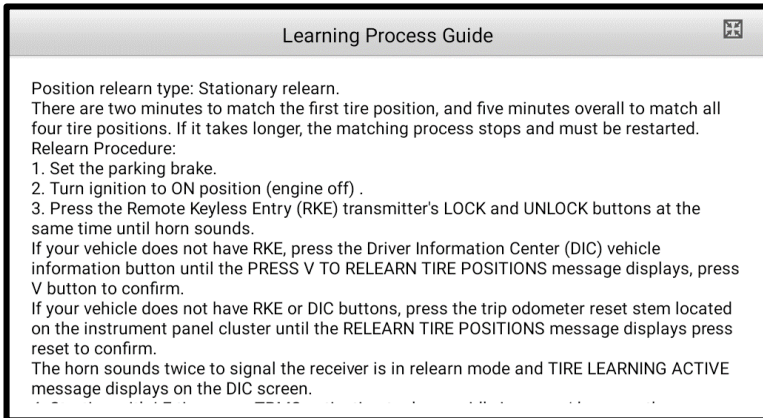 Learning Process Guide
Position relearn type: Stationary relearn.
There are two minutes to match the first tire position, and five minutes overall to match all
four tire positions. If it takes longer, the matching process stops and must be restarted.
Relearn Procedure:
1. Set the parking brake.
2. Turn ignition to ON position (engine off) .
3. Press the Remote Keyless Entry (RKE) transmitter's LOCK and UNLOCK buttons at the
same time until horn sounds.
If your vehicle does not have RKE, press the Driver Information Center (DIC) vehicle
information button until the PRESS V TO RELEARN TIRE POSITIONS message displays, press
V button to confirm.
If your vehicle does not have RKE or DIC buttons, press the trip odometer reset stem located
on the instrument panel cluster until the RELEARN TIRE POSITIONS message displays press
reset to confirm.
The horn sounds twice to signal the receiver is in relearn mode and TIRE LEARNING ACTIVE
message displays on the DIC screen.